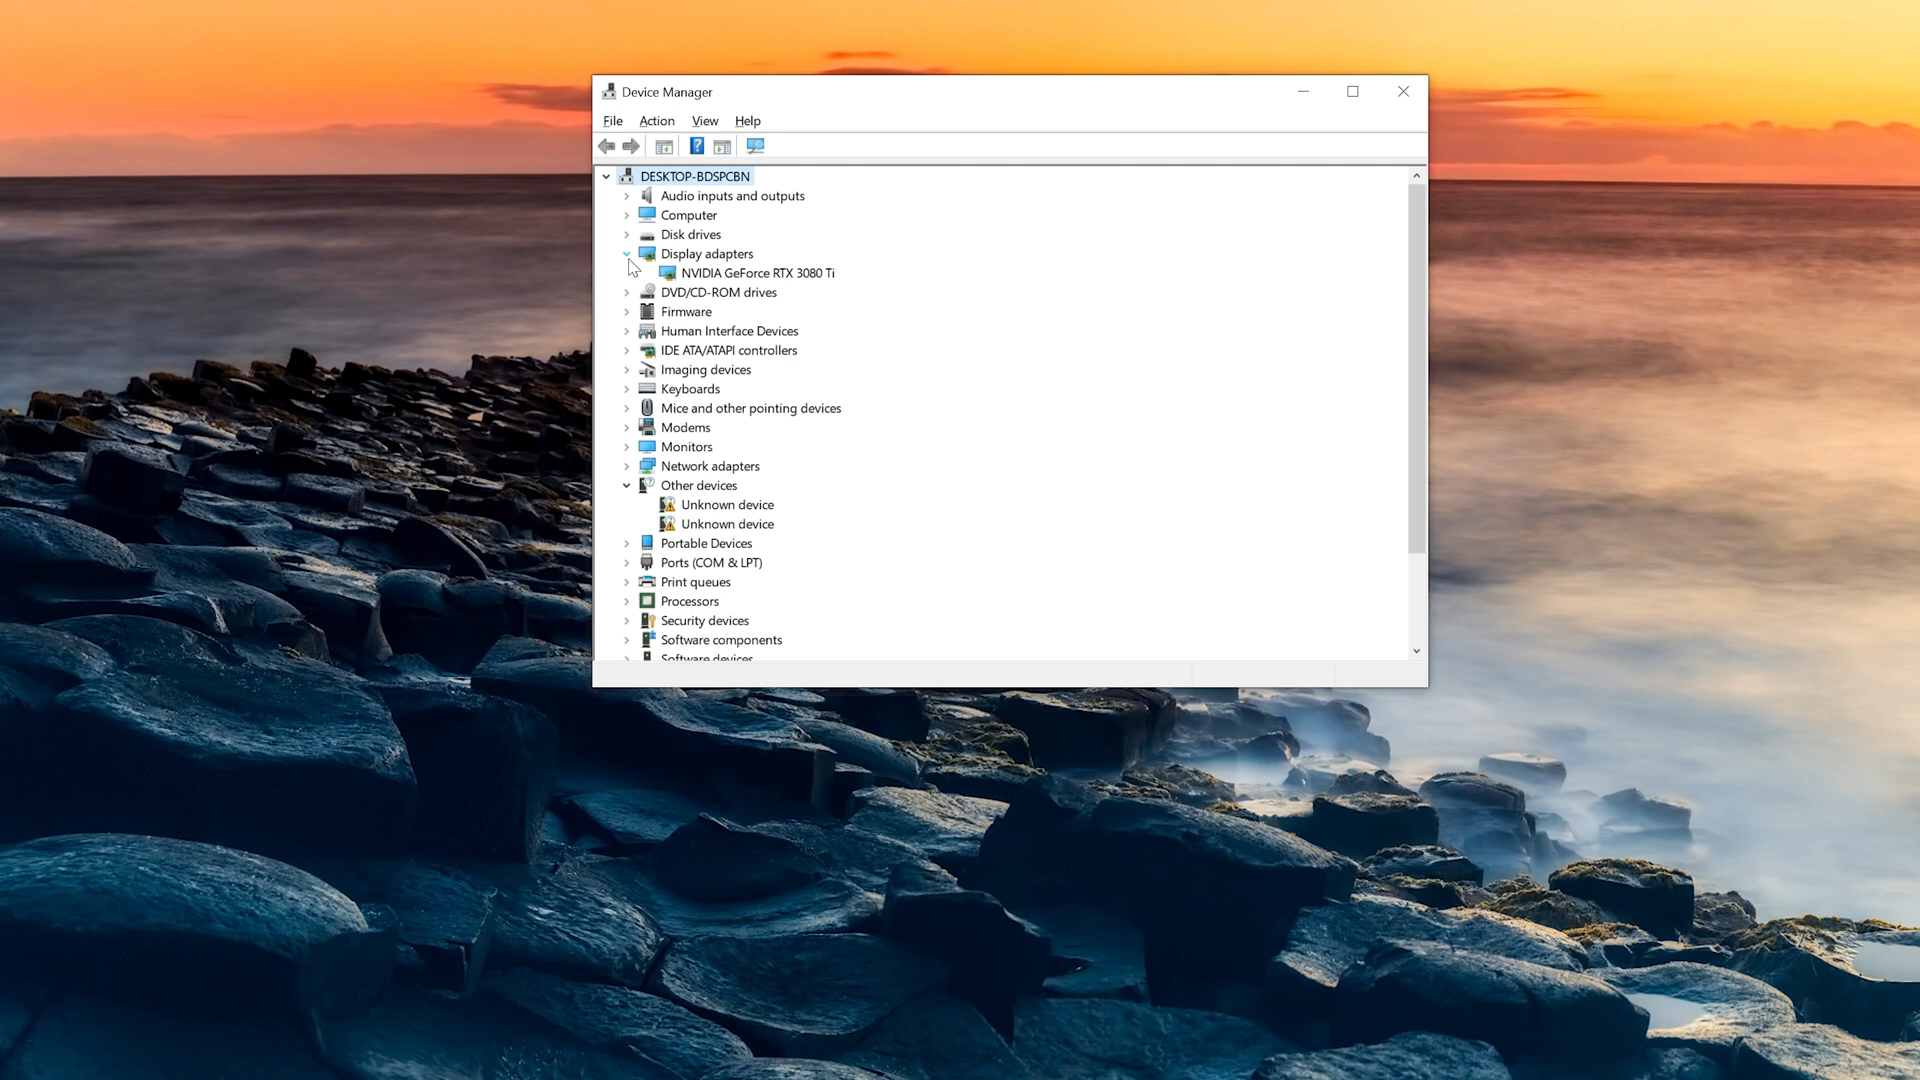 Device Manager
File Action View Help
?
DESKTOP-BDSPCBN
Audio inputs and outputs
Computer
Disk drives
Display adapters
NVIDIA GeForce RTX 3080 Ti
DVD/CD-ROM drives
Firmware
Human Interface Devices
IDE ATA/ATAPI controllers
Imaging devices
Keyboards
Mice and other pointing devices
Modems
Monitors
Network adapters
Other devices
Unknown device
Unknown device
Portable Devices
Ports (COM & LPT)
Print queues
Processors
Security devices
Software components
Software devices